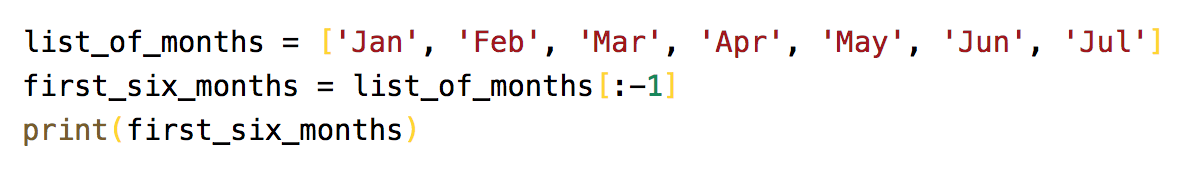 list_of_months = ['Jan', 'Feb', 'Mar', 'Apr', 'May', 'Jun', 'Jul']
first_six_months = list_of_months[:-1]
print(first_six_months)